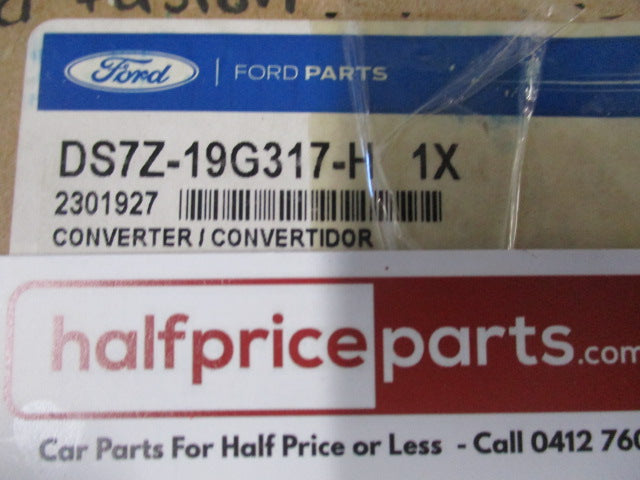 fusion
Ford | FORD PARTS
DS7Z-19G317-H 1X
2301927
CONVERTER / CONVERTIDOR
halfpriceparts.com
Car Parts For Half Price or Less - Call 0412 760